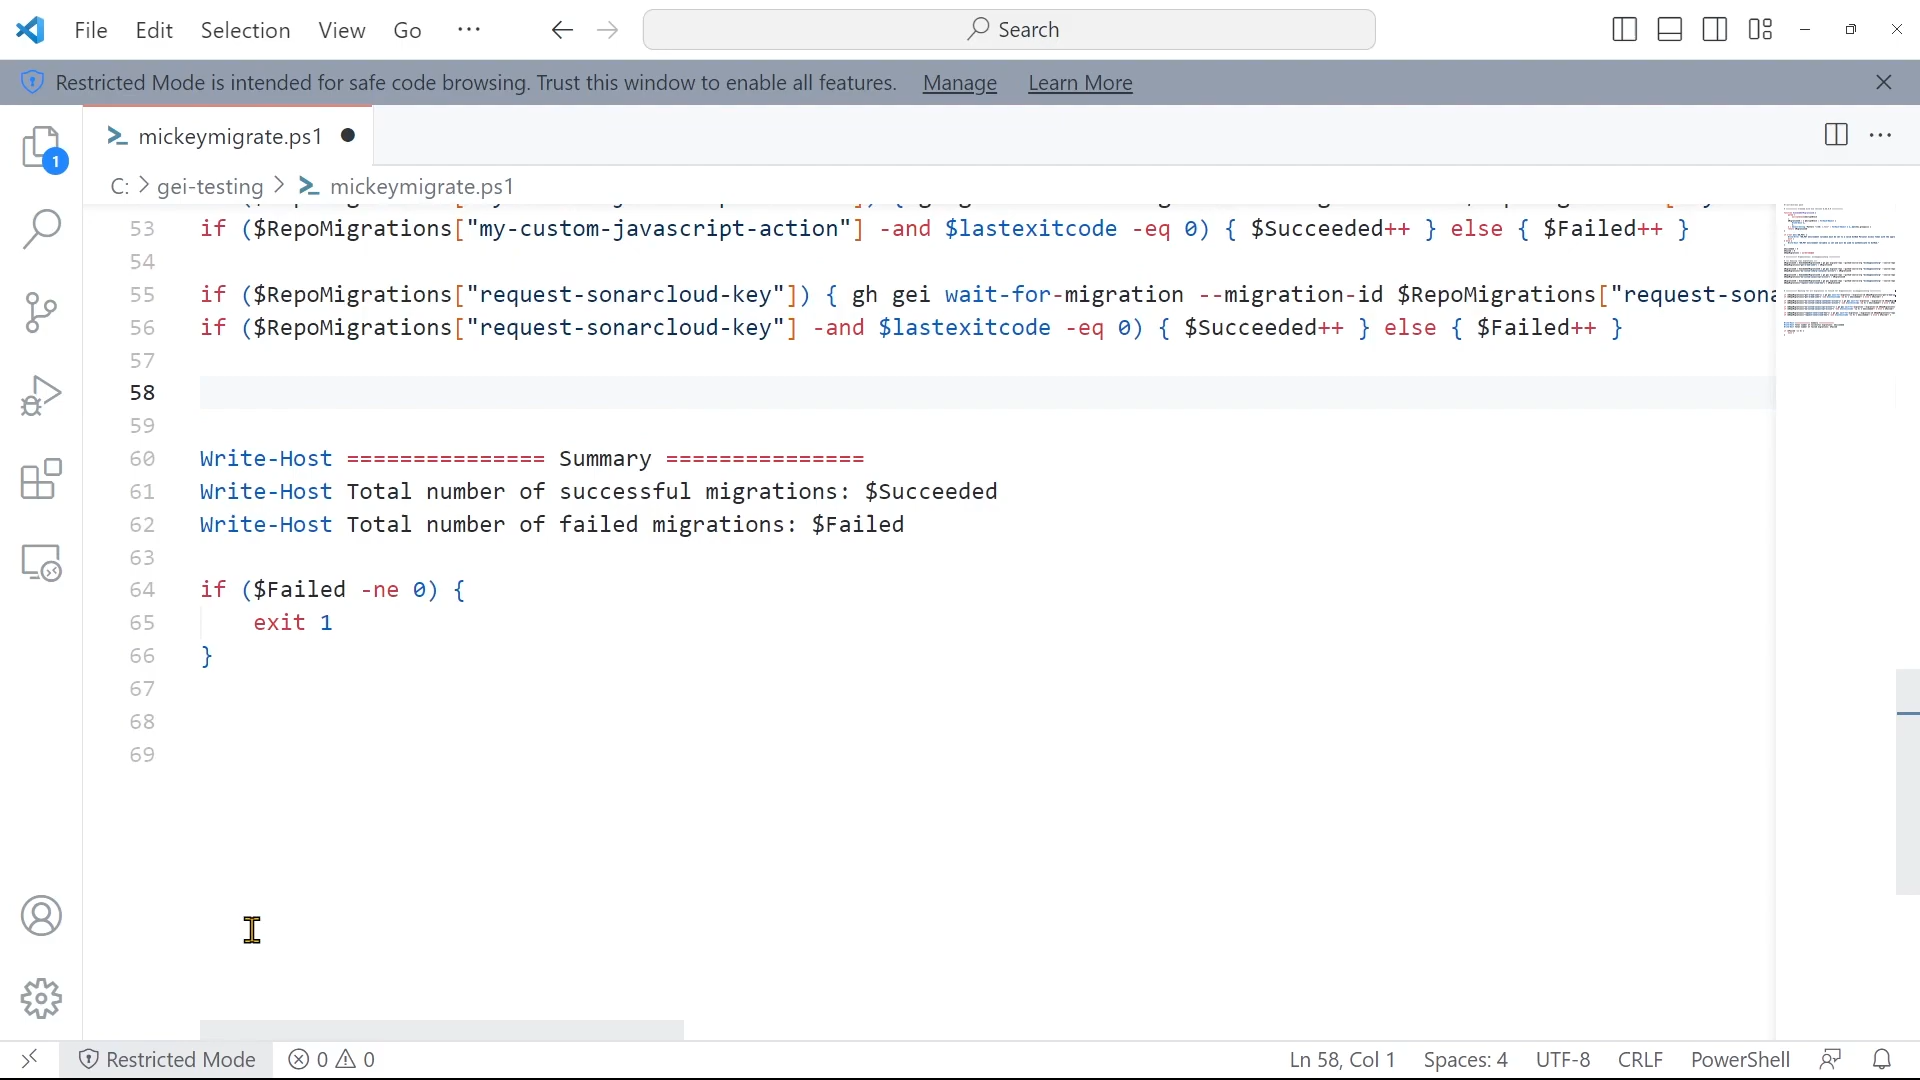 File Edit Selection View Go ··· Search
Restricted Mode is intended for safe code browsing. Trust this window to enable all features. Manage Learn More
mickeymigrate.ps1
1
C: > gei-testing > mickeymigrate.ps1
53 if ($RepoMigrations["my-custom-javascript-action"] -and $lastexitcode -eq 0) { $Succeeded++ } else { $Failed++ }
54
55 if ($RepoMigrations["request-sonarcloud-key"]) { gh gei wait-for-migration --migration-id $RepoMigrations["request-sona
56 if ($RepoMigrations["request-sonarcloud-key"] -and $lastexitcode -eq 0) { $Succeeded++ } else { $Failed++ }
57
58
59
60 Write-Host =============== Summary ===============
61 Write-Host Total number of successful migrations: $Succeeded
62 Write-Host Total number of failed migrations: $Failed
63
64 if ($Failed -ne 0) {
65 exit 1
66 }
67
68
69
Restricted Mode 0 0 Ln 58, Col 1 Spaces: 4 UTF-8 CRLF PowerShell